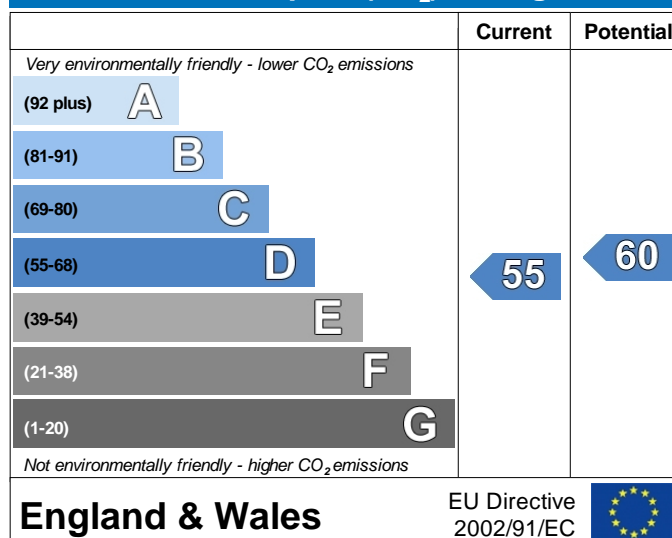 Current Potential
Very environmentally friendly - lower CO₂ emissions
(92 plus) A
(81-91) B
(69-80) C
(55-68) D
55 60
(39-54) E
(21-38) F
(1-20) G
Not environmentally friendly - higher CO₂ emissions
England & Wales
EU Directive
2002/91/EC